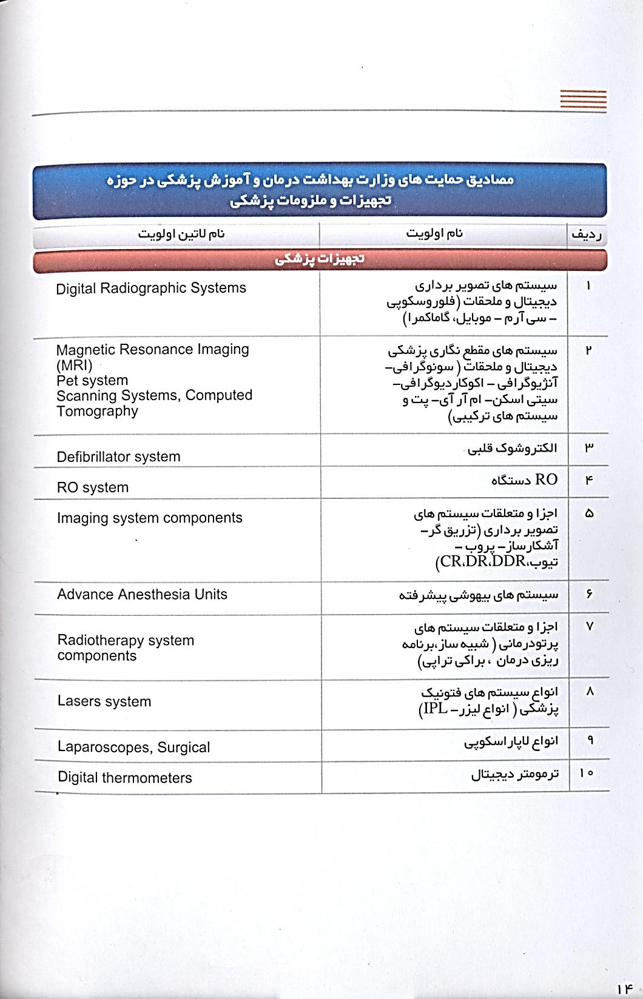 مصادیق حمایت های وزارت بهداشت درمان و آموزش پزشکی در حوزه
تجهیزات و ملزومات پزشکی
ردیف
نام اولویت
نام لاتین اولویت
تجهیزات پزشکی
۱
سیستم های تصویر برداری
دیجیتال و ملحقات (فلوروسکوپی
- سی آرم - موبایل، گاماکمرا)
Digital Radiographic Systems
۲
سیستم های مقطع نگاری پزشکی
دیجیتال و ملحقات ( سونوگرافی-
آنژیوگرافی - اکوکاردیوگرافی-
سیتی اسکن- ام آر آی- پت و
سیستم های ترکیبی)
Magnetic Resonance Imaging
(MRI)
Pet system
Scanning Systems, Computed
Tomography
۳
الکتروشوک قلبی
Defibrillator system
۴
RO دستگاه
RO system
۵
اجزا و متعلقات سیستم های
تصویر برداری (تزریق گر-
آشکارساز- پروب -
تیوب،CR،DR،DDR)
Imaging system components
۶
سیستم های بیهوشی پیشرفته
Advance Anesthesia Units
۷
اجزا و متعلقات سیستم های
پرتودرمانی ( شبیه ساز،برنامه
ریزی درمان ، براکی تراپی)
Radiotherapy system
components
۸
انواع سیستم های فتونیک
پزشکی ( انواع لیزر- IPL)
Lasers system
۹
انواع لاپاراسکوپی
Laparoscopes, Surgical
۱۰
ترمومتر دیجیتال
Digital thermometers
۱۴